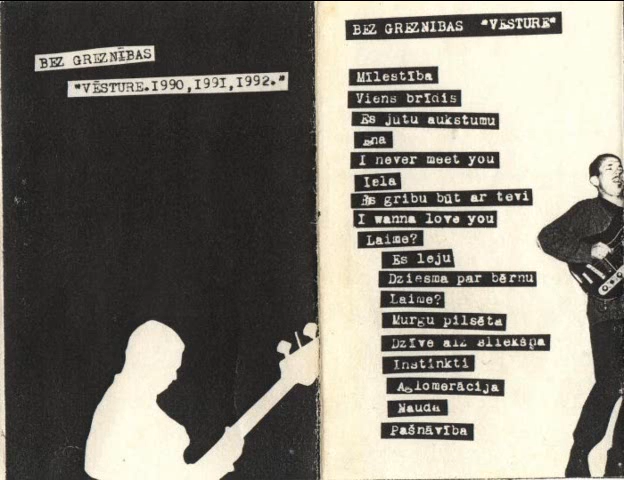 BEZ GREZNĪBAS
"VĒSTURE.1990,1991,1992."
BEZ GREZNIBAS "VĒSTURE"
Mīlestība
Viens brīdis
Es jutu aukstumu
I never meet you
Iela
Es gribu būt ar tevi
I wanna love you
Laime?
Es leju
Dziesma par bērnu
Laime?
Murgu pilsēta
Dzīve aiz sliekšņa
Instinkti
Aglomerācija
Nauda
Pašnāvība